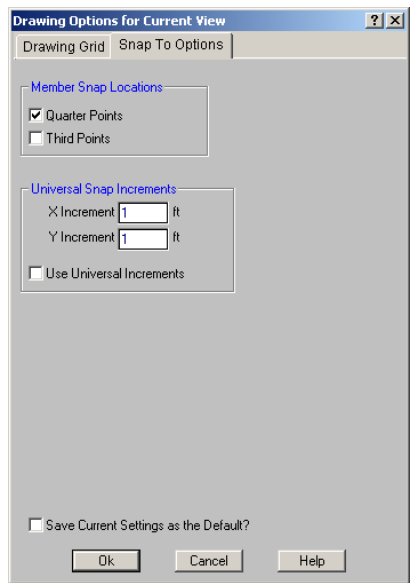 Drawing Options for Current View
Drawing Grid Snap To Options
Member Snap Locations
Quarter Points
Third Points
Universal Snap Increments
X Increment 1 ft
Y Increment 1 ft
Use Universal Increments
Save Current Settings as the Default?
Ok Cancel Help